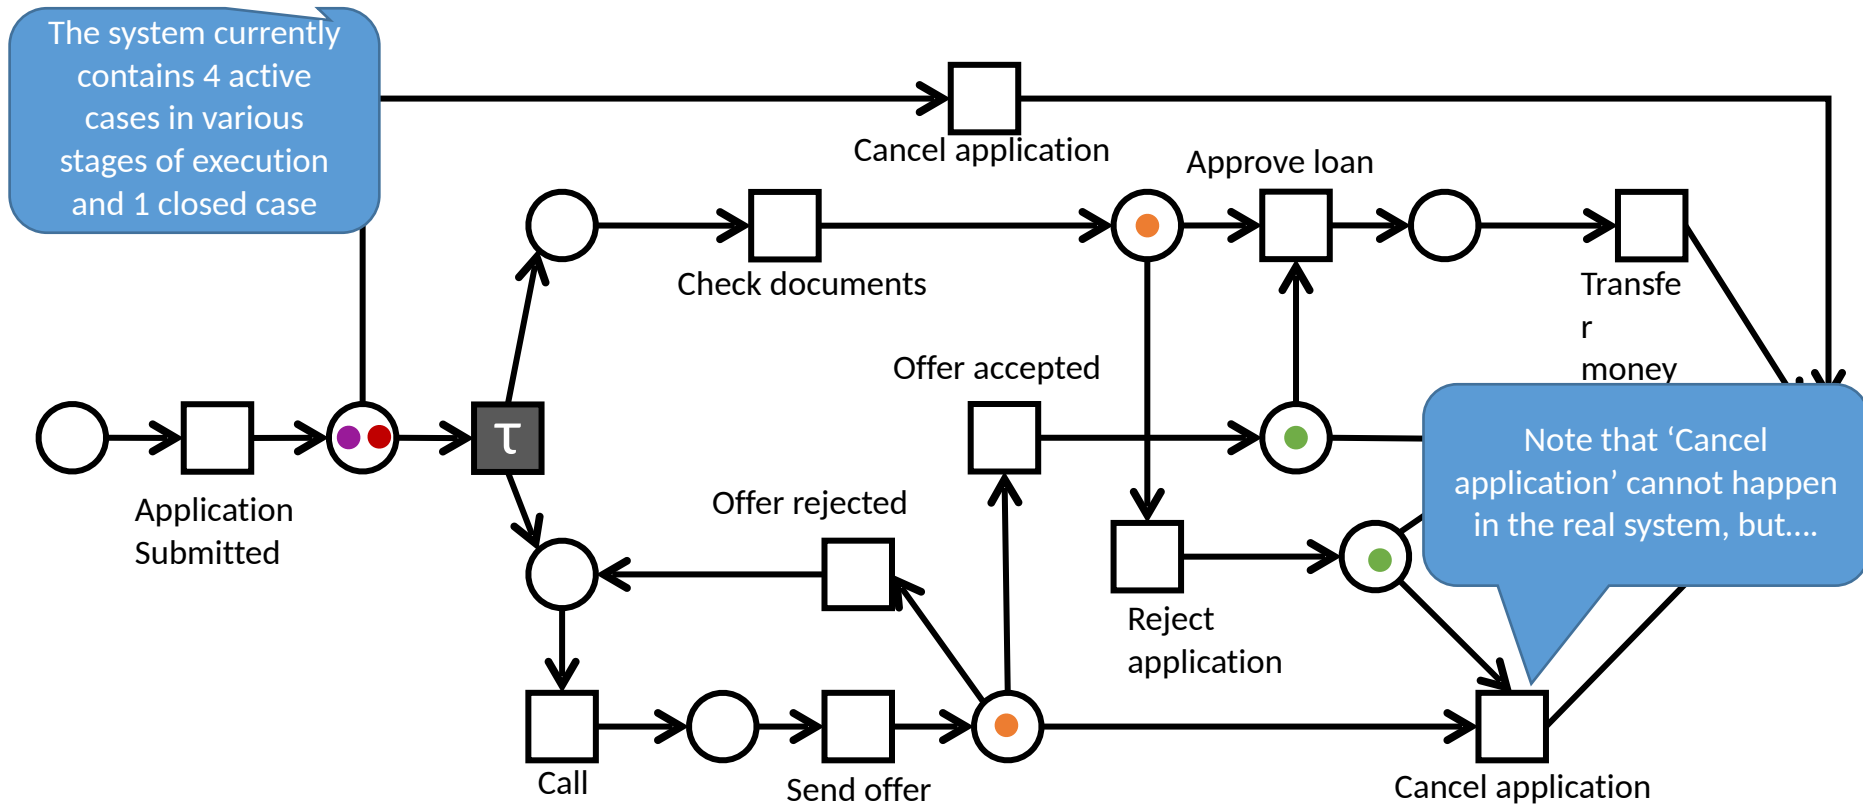 The system currently
contains 4 active
cases in various
stages of execution
and 1 closed case
Cancel application
Approve loan
Check documents
Transfe
r
money
Offer accepted
τ
Note that ‘Cancel
application’ cannot happen
in the real system, but….
Application
Submitted
Offer rejected
Reject
application
Call
Send offer
Cancel application